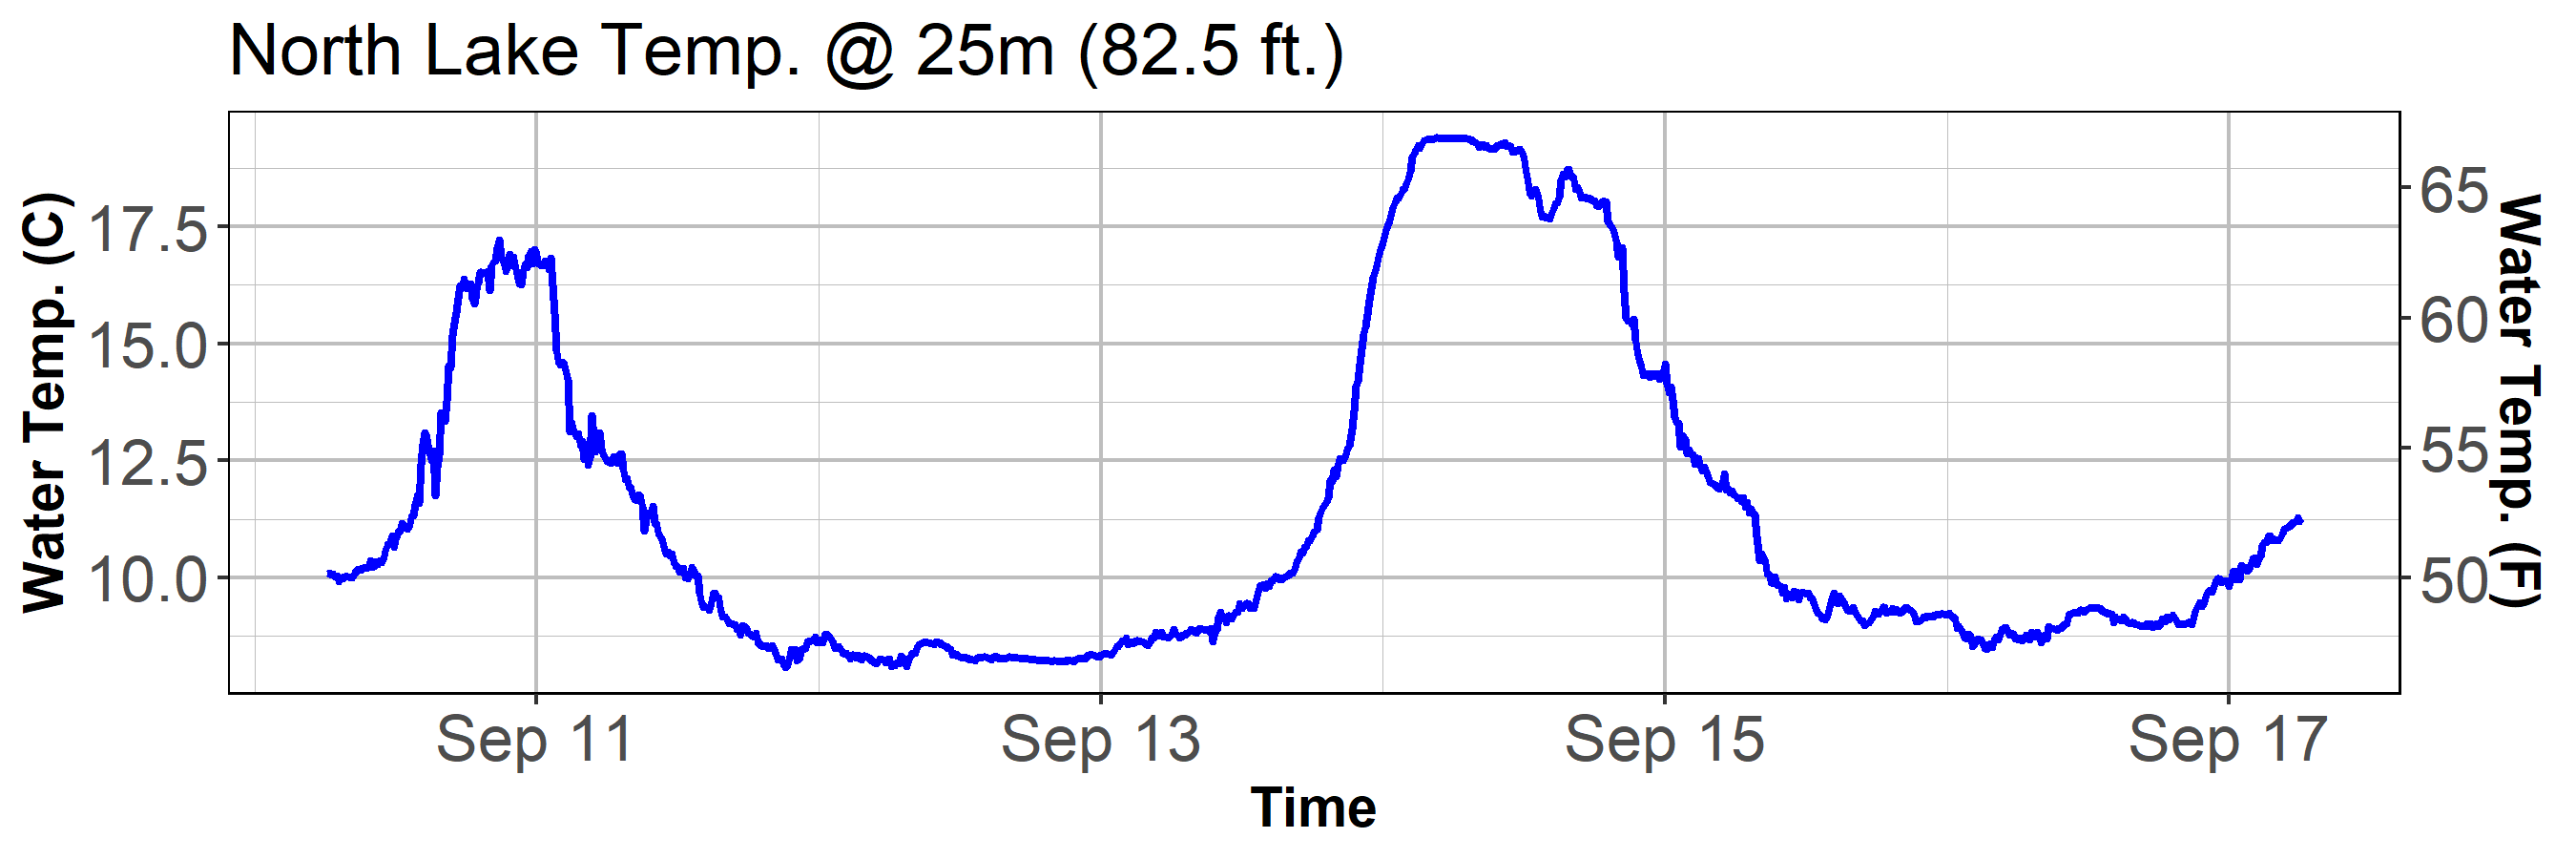 North Lake Temp. @ 25m (82.5 ft.)
Water Temp. (C)
17.5
15.0
12.5
10.0
65
60
55
50
Water Temp. (F)
Sep 11 Sep 13 Sep 15 Sep 17
Time